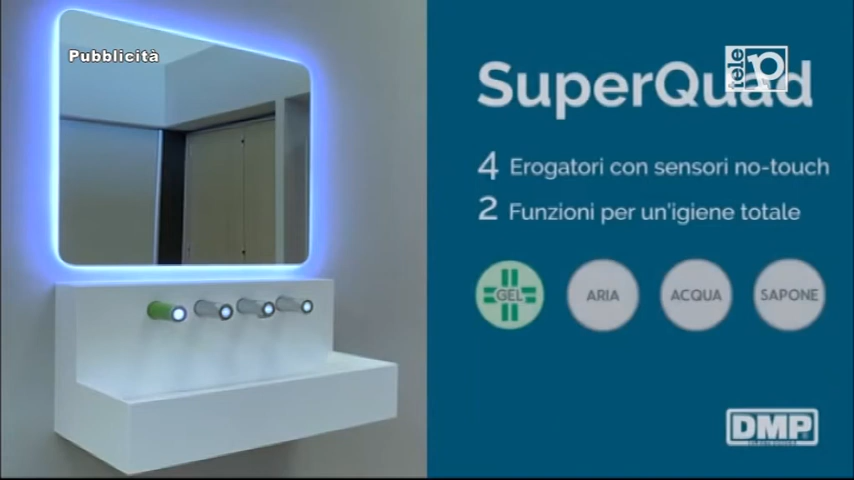 Pubblicità
tele p
SuperQuad
4 Erogatori con sensori no-touch
2 Funzioni per un'igiene totale
GEL
ARIA
ACQUA
SAPONE
DMP
ELECTRONICS